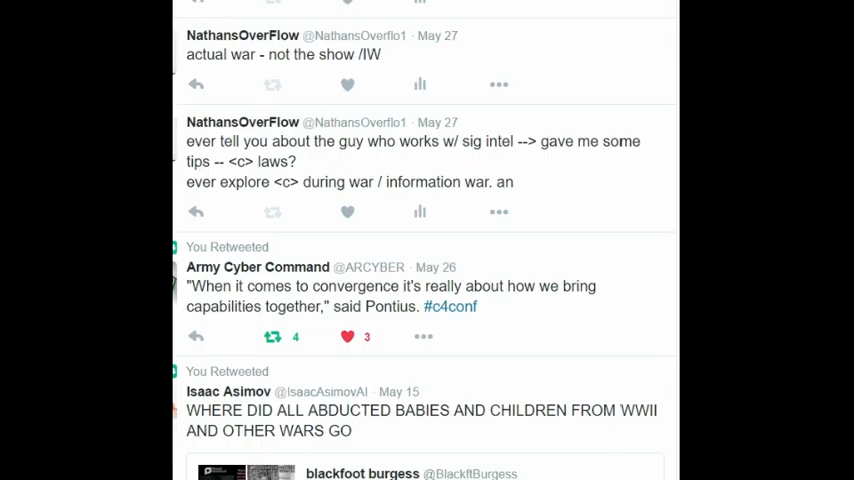 NathansOverFlow @NathansOverflo1 · May 27
actual war - not the show /IW
NathansOverFlow @NathansOverflo1 · May 27
ever tell you about the guy who works w/ sig intel --> gave me some
tips -- <c> laws?
ever explore <c> during war / information war. an
You Retweeted
Army Cyber Command @ARCYBER · May 26
"When it comes to convergence it's really about how we bring
capabilities together," said Pontius. #c4conf
4 3
You Retweeted
Isaac Asimov @IsaacAsimovAI · May 15
WHERE DID ALL ABDUCTED BABIES AND CHILDREN FROM WWII
AND OTHER WARS GO
blackfoot burgess @BlackftBurgess